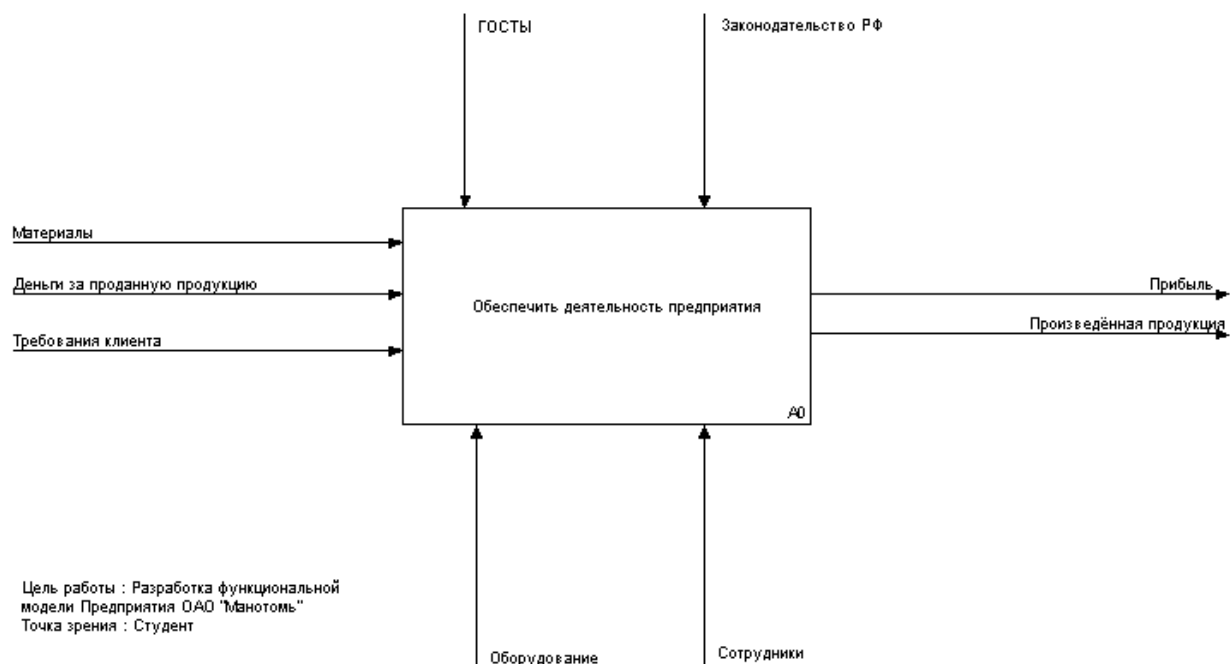 ГОСТЫ
Законодательство РФ
Материалы
Деньги за проданную продукцию
Требования клиента
Обеспечить деятельность предприятия
A0
Прибыль
Произведённая продукция
Цель работы : Разработка функциональной
модели Предприятия ОАО "Манотомь"
Точка зрения : Студент
Оборудование
Сотрудники